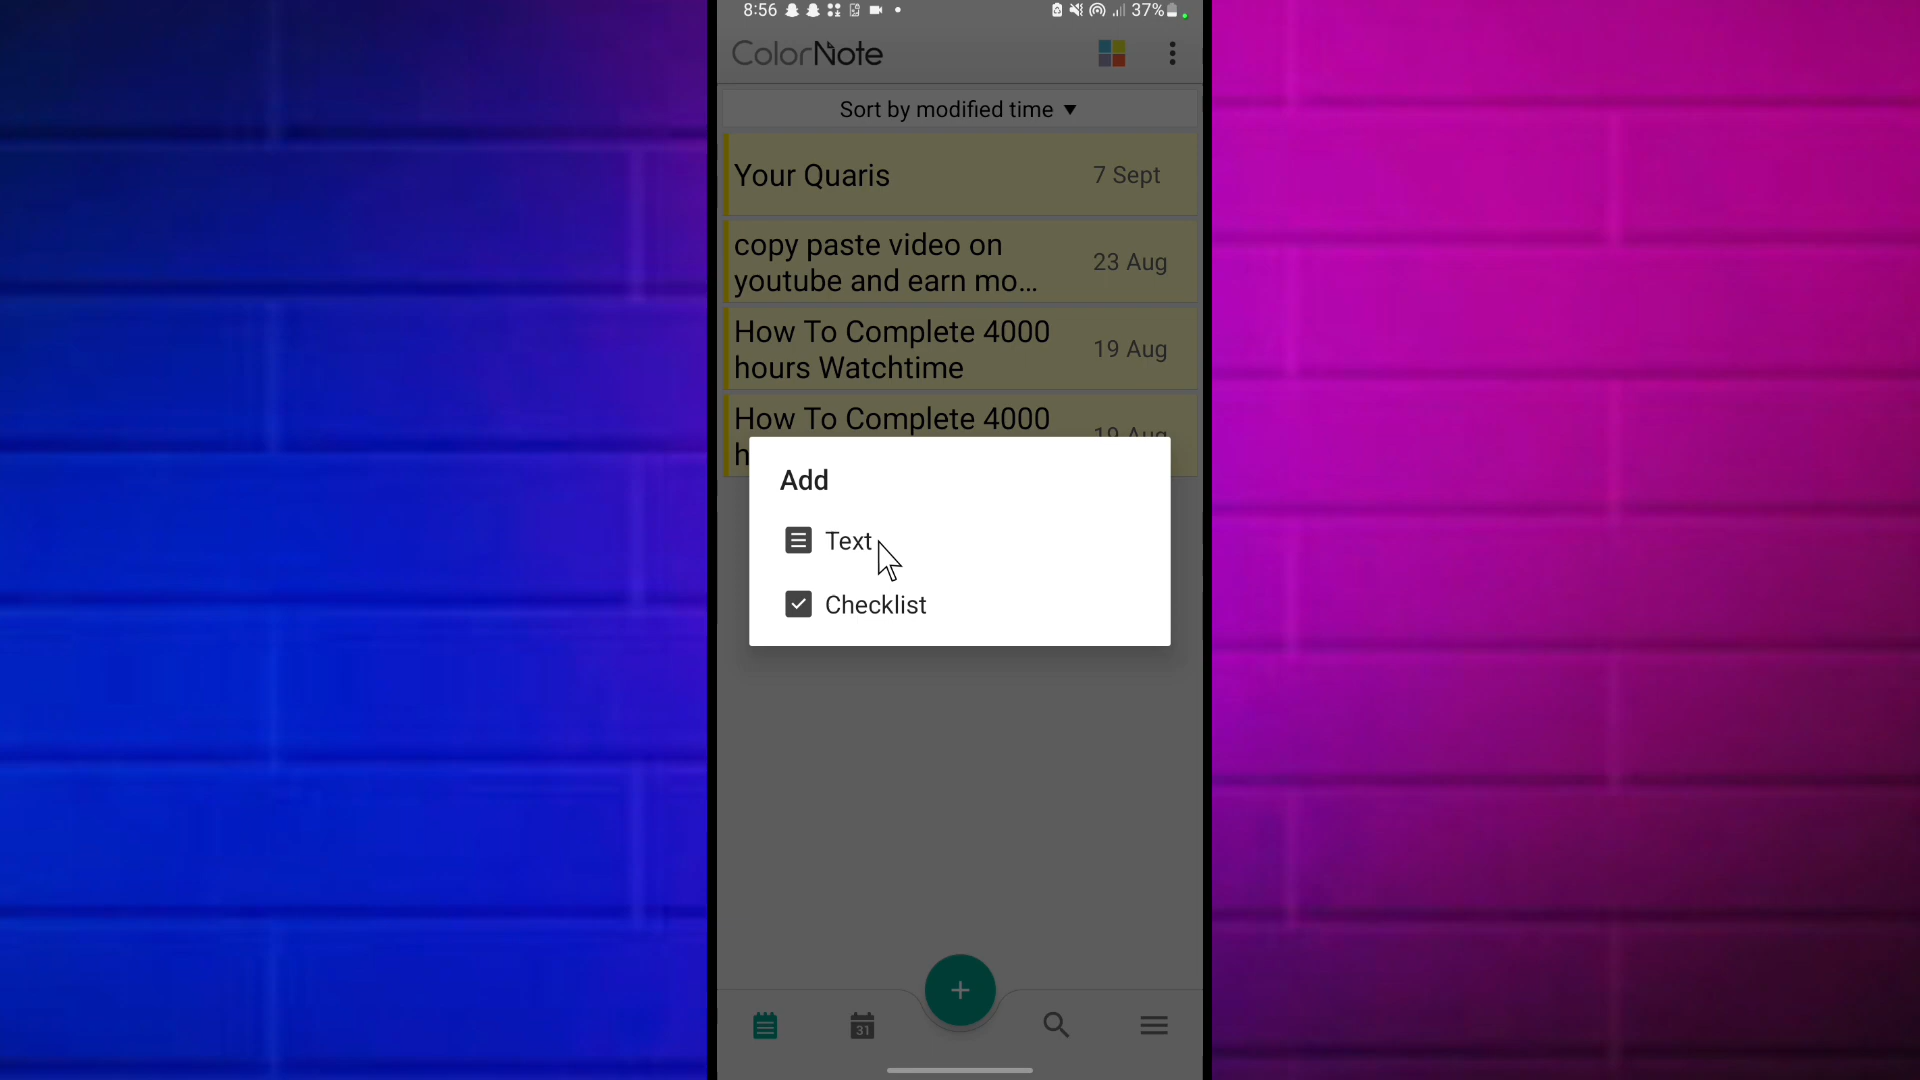 8:56
37%
ColorNote
Sort by modified time ▼
Your Quaris
7 Sept
copy paste video on
youtube and earn mo...
23 Aug
How To Complete 4000
hours Watchtime
19 Aug
How To Complete 4000
19 Aug
h
Add
Text
Checklist
31